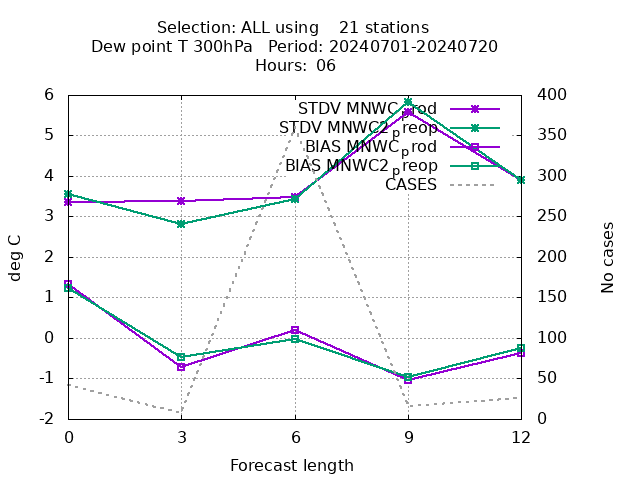 Selection: ALL using 21 stations
Dew point T 300hPa Period: 20240701-20240720
Hours: 06
STDV MNWC_prod
STDV MNWC2_preop
BIAS MNWC_prod
BIAS MNWC2_preop
CASES
6
5
4
3
2
1
0
-1
-2
400
350
300
250
200
150
100
50
0
deg C
No cases
0 3 6 9 12
Forecast length